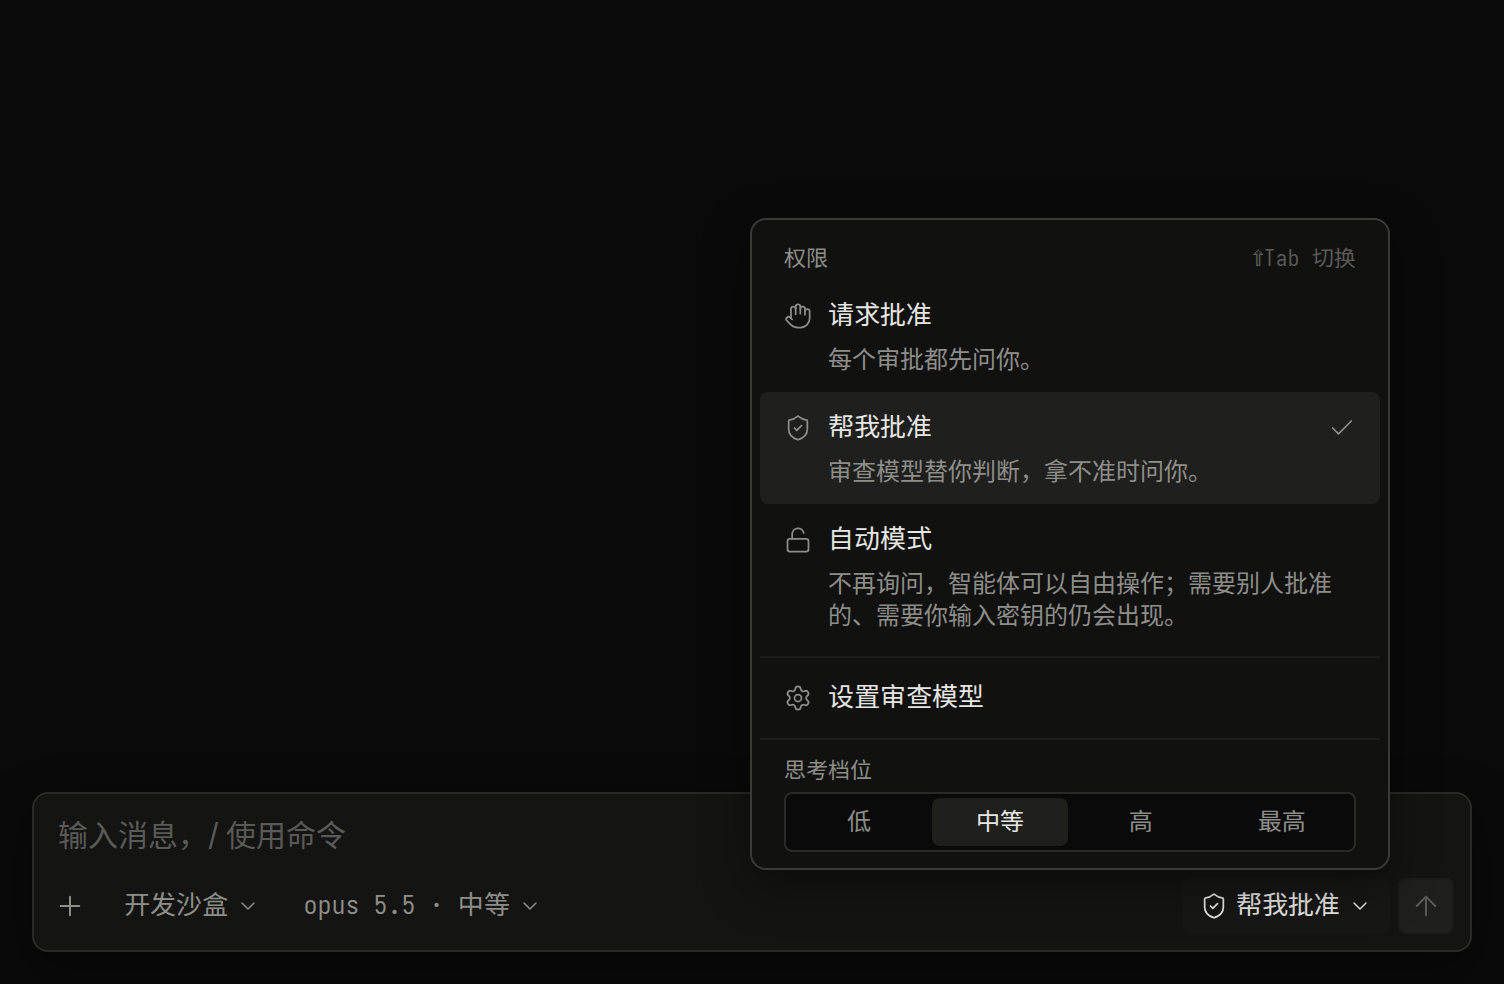 权限
⇧Tab 切换
请求批准
每个审批都先问你。
帮我批准
审查模型替你判断，拿不准时问你。
自动模式
不再询问，智能体可以自由操作；需要别人批准
的、需要你输入密钥的仍会出现。
设置审查模型
思考档位
低 中等 高 最高
输入消息，/ 使用命令
开发沙盒 opus 5.5 · 中等 帮我批准